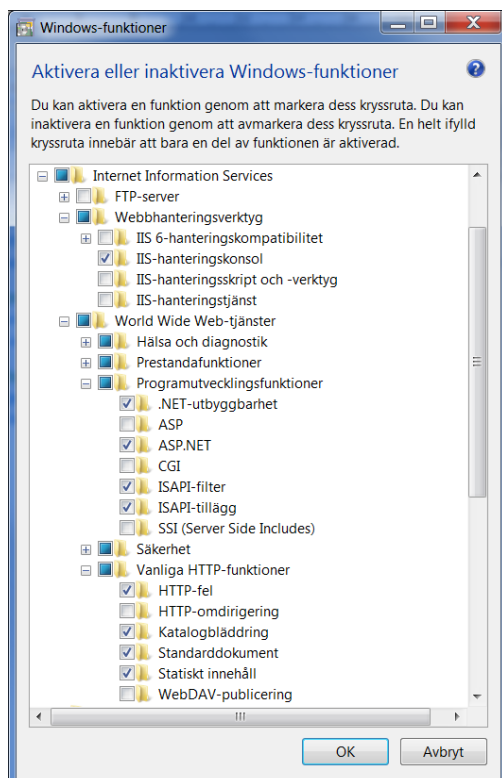 Windows-funktioner
Aktivera eller inaktivera Windows-funktioner
Du kan aktivera en funktion genom att markera dess kryssruta. Du kan
inaktivera en funktion genom att avmarkera dess kryssruta. En helt ifylld
kryssruta innebär att bara en del av funktionen är aktiverad.
Internet Information Services
FTP-server
Webbhanteringsverktyg
IIS 6-hanteringskompatibilitet
IIS-hanteringskonsol
IIS-hanteringsskript och -verktyg
IIS-hanteringstjänst
World Wide Web-tjänster
Hälsa och diagnostik
Prestandafunktioner
Programutvecklingsfunktioner
.NET-utbyggbarhet
ASP
ASP.NET
CGI
ISAPI-filter
ISAPI-tillägg
SSI (Server Side Includes)
Säkerhet
Vanliga HTTP-funktioner
HTTP-fel
HTTP-omdirigering
Katalogbläddring
Standarddokument
Statiskt innehåll
WebDAV-publicering
OK
Avbryt